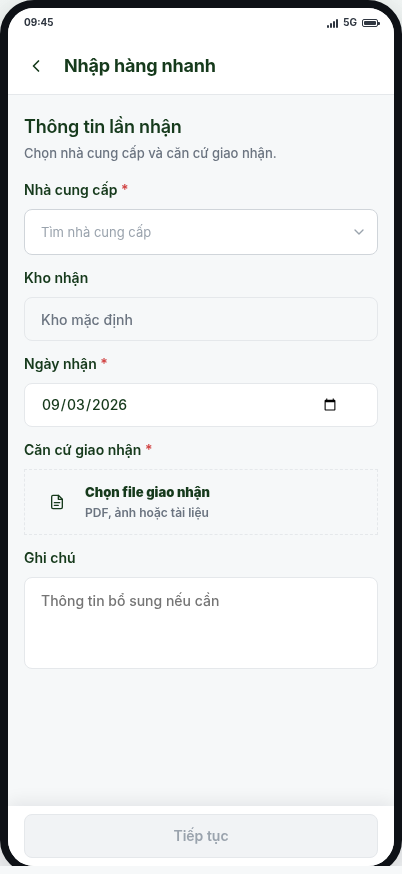 09:45
5G
Nhập hàng nhanh
Thông tin lần nhận
Chọn nhà cung cấp và căn cứ giao nhận.
Nhà cung cấp *
Tìm nhà cung cấp
Kho nhận
Kho mặc định
Ngày nhận *
09/03/2026
Căn cứ giao nhận *
Chọn file giao nhận
PDF, ảnh hoặc tài liệu
Ghi chú
Thông tin bổ sung nếu cần
Tiếp tục